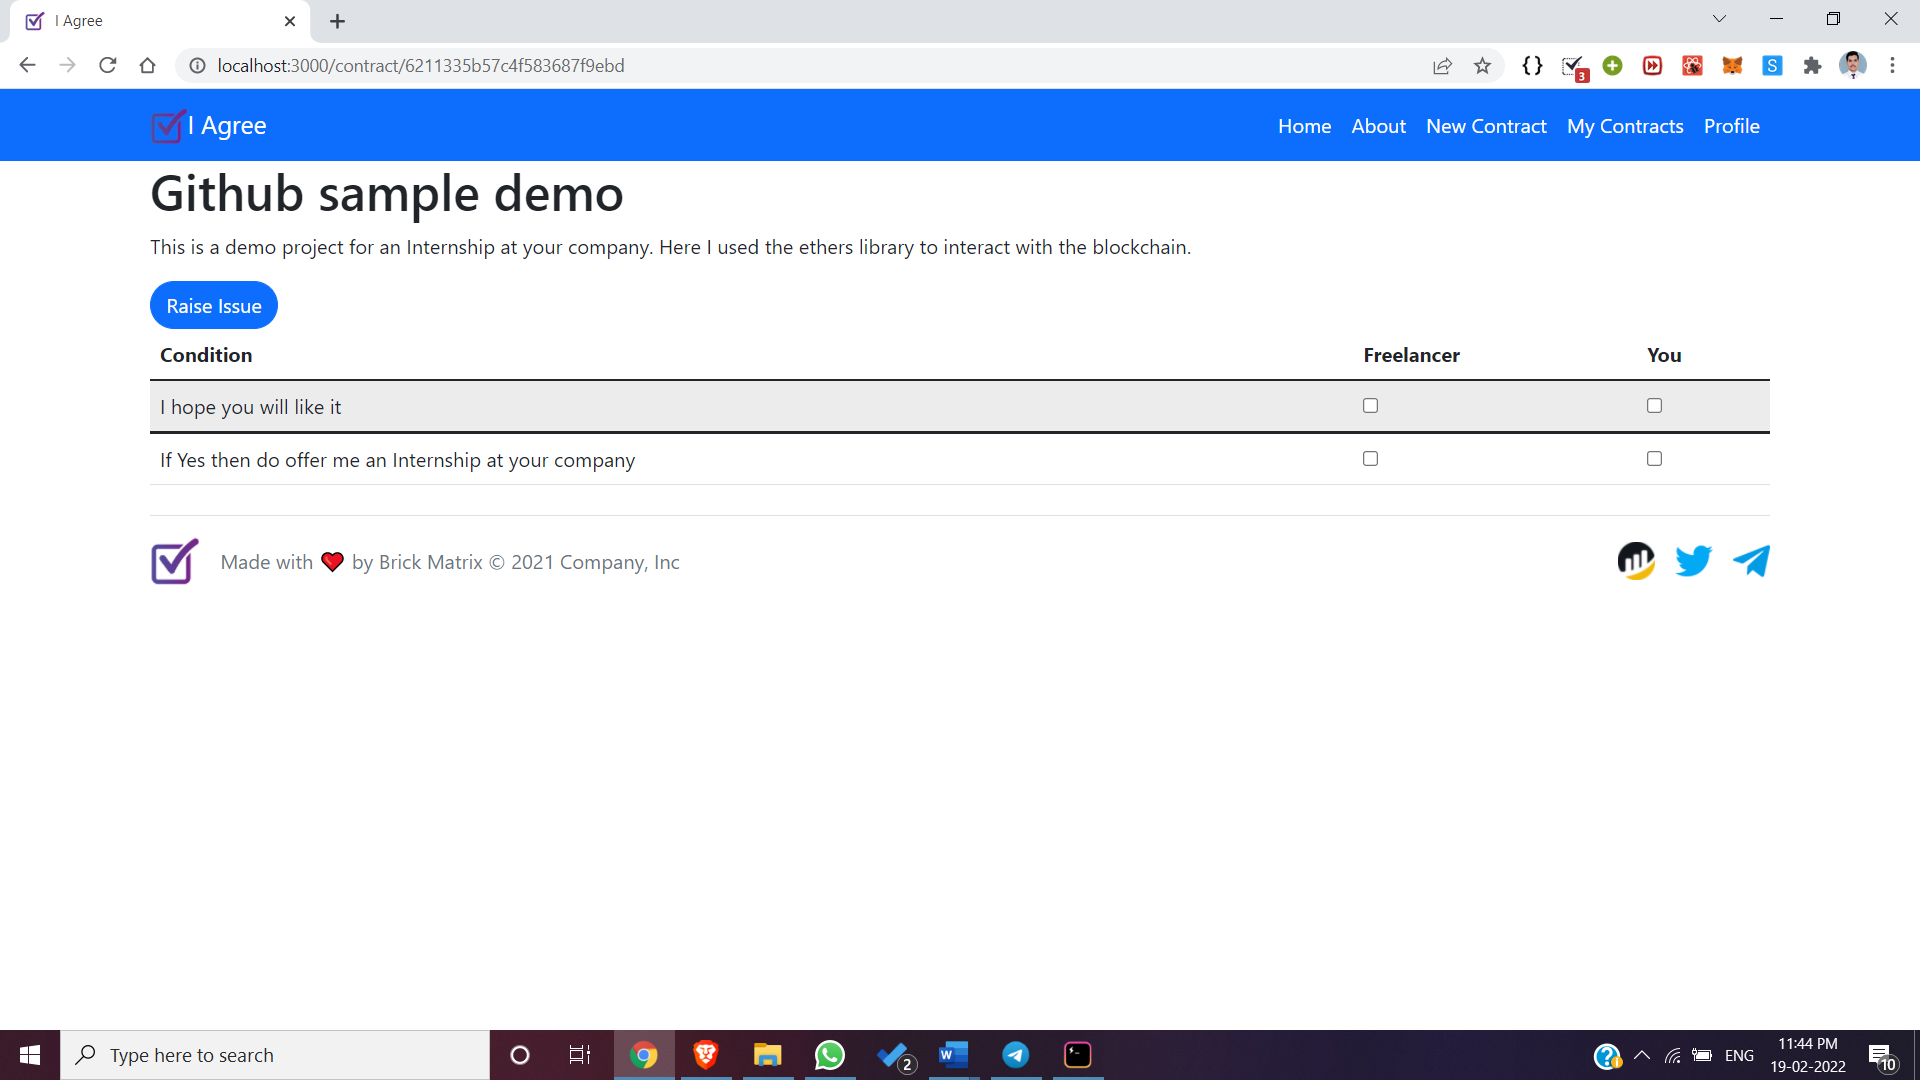 I Agree
localhost:3000/contract/6211335b57c4f583687f9ebd
3
S
I Agree
Home About New Contract My Contracts Profile
Github sample demo
This is a demo project for an Internship at your company. Here I used the ethers library to interact with the blockchain.
Raise Issue
Condition Freelancer You
I hope you will like it
If Yes then do offer me an Internship at your company
Made with ❤ by Brick Matrix © 2021 Company, Inc
Type here to search
2
W
ENG
11:44 PM
19-02-2022
10